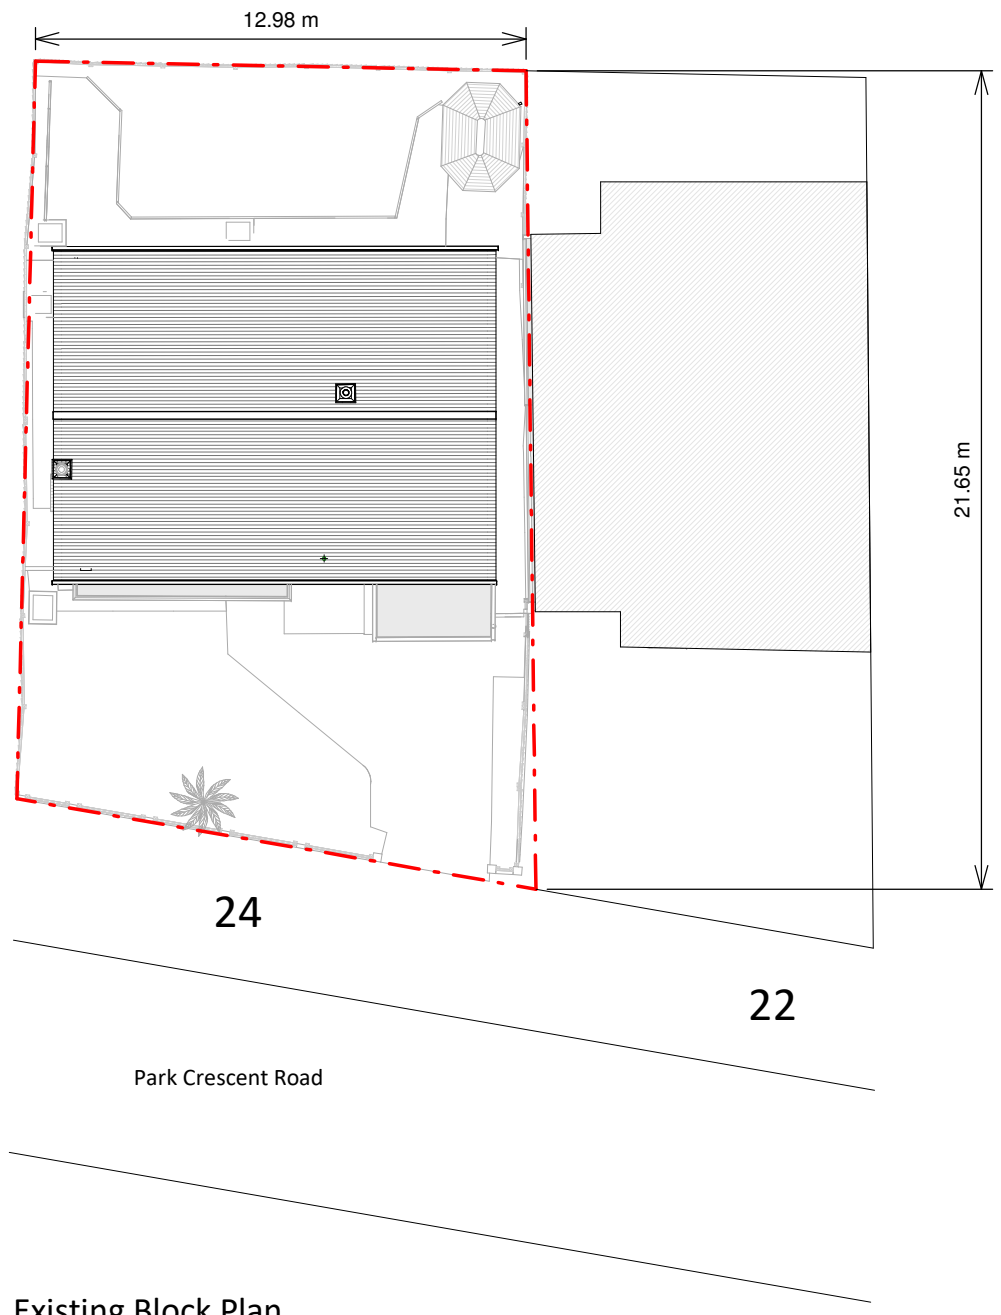 12.98 m
21.65 m
24
22
Park Crescent Road
Existing Block Plan